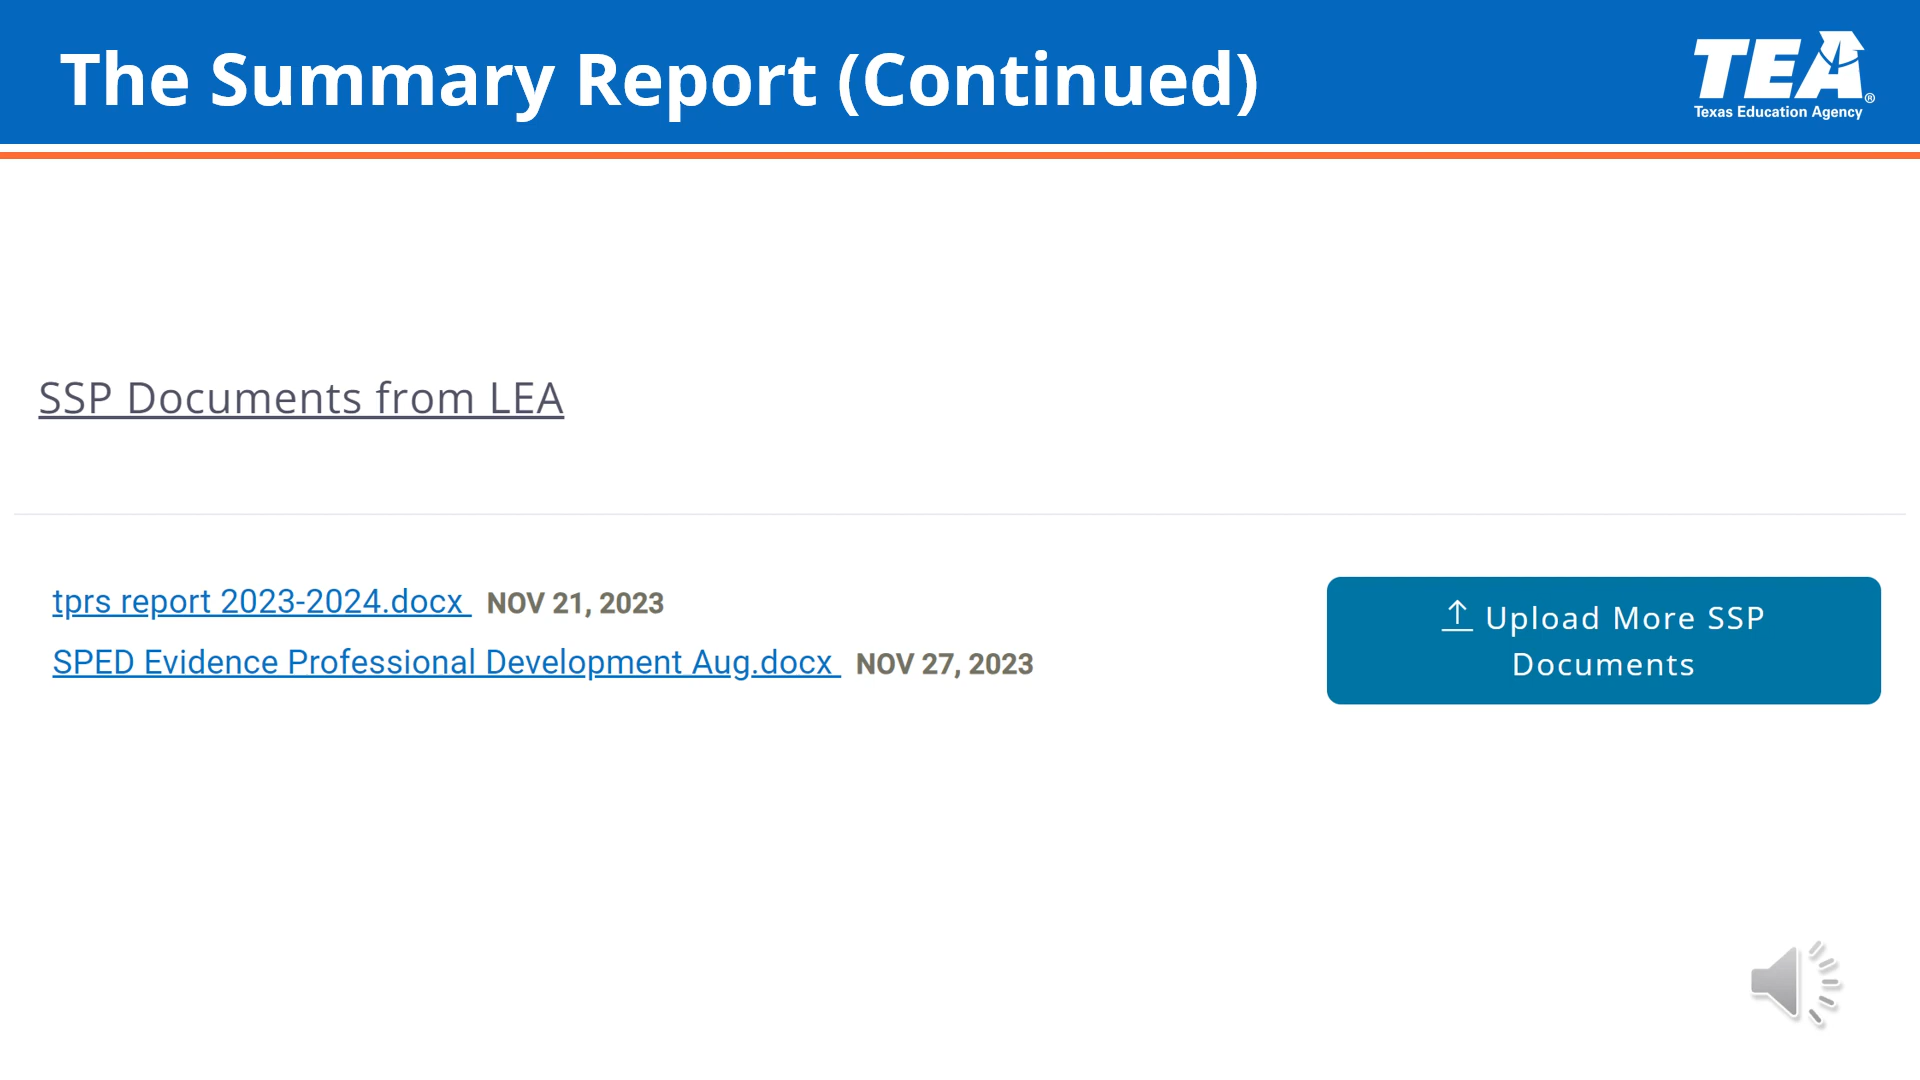 The Summary Report (Continued)
TEA®
Texas Education Agency
SSP Documents from LEA
tprs report 2023-2024.docx NOV 21, 2023
SPED Evidence Professional Development Aug.docx NOV 27, 2023
Upload More SSP
Documents